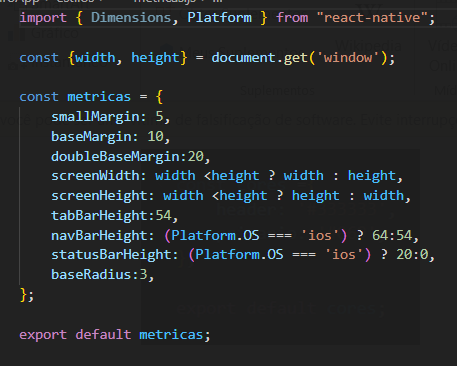 import { Dimensions, Platform } from "react-native";
const {width, height} = document.get('window');
const metricas = {
smallMargin: 5,
baseMargin: 10,
doubleBaseMargin:20,
screenWidth: width <height ? width : height,
screenHeight: width <height ? height : width,
tabBarHeight:54,
navBarHeight: (Platform.OS === 'ios') ? 64:54,
statusBarHeight: (Platform.OS === 'ios') ? 20:0,
baseRadius:3,
};
export default metricas;